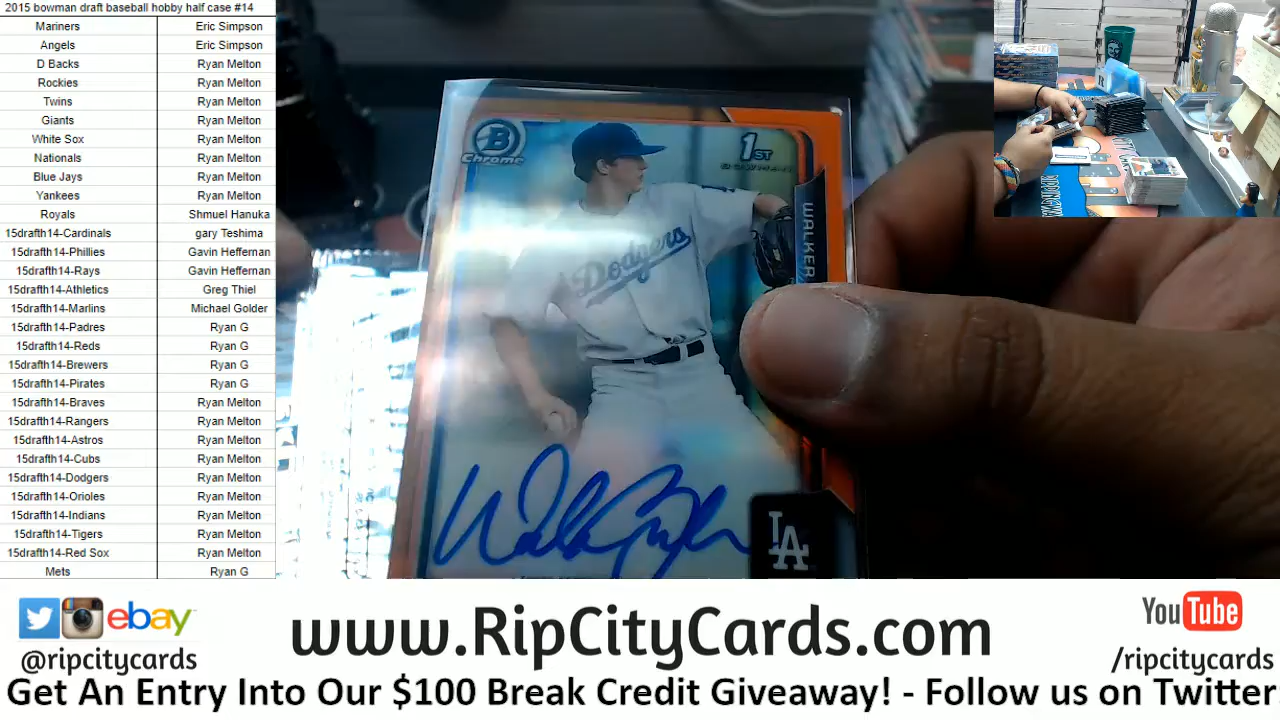 2015 bowman draft baseball hobby half case #14
Mariners Eric Simpson
Angels Eric Simpson
D Backs Ryan Melton
Rockies Ryan Melton
Twins Ryan Melton
Giants Ryan Melton
White Sox Ryan Melton
Nationals Ryan Melton
Blue Jays Ryan Melton
Yankees Ryan Melton
Royals Shmuel Hanuka
15drafth14-Cardinals gary Teshima
15drafth14-Phillies Gavin Heffernan
15drafth14-Rays Gavin Heffernan
15drafth14-Athletics Greg Thiel
15drafth14-Marlins Michael Golder
15drafth14-Padres Ryan G
15drafth14-Reds Ryan G
15drafth14-Brewers Ryan G
15drafth14-Pirates Ryan G
15drafth14-Braves Ryan Melton
15drafth14-Rangers Ryan Melton
15drafth14-Astros Ryan Melton
15drafth14-Cubs Ryan Melton
15drafth14-Dodgers Ryan Melton
15drafth14-Orioles Ryan Melton
15drafth14-Indians Ryan Melton
15drafth14-Tigers Ryan Melton
15drafth14-Red Sox Ryan Melton
Mets Ryan G
B
Chrome
1ST
BOWMAN
WALKER
Dodgers
LA
ebay
@ripcitycards
www.RipCityCards.com
YouTube
/ripcitycards
Get An Entry Into Our $100 Break Credit Giveaway! - Follow us on Twitter